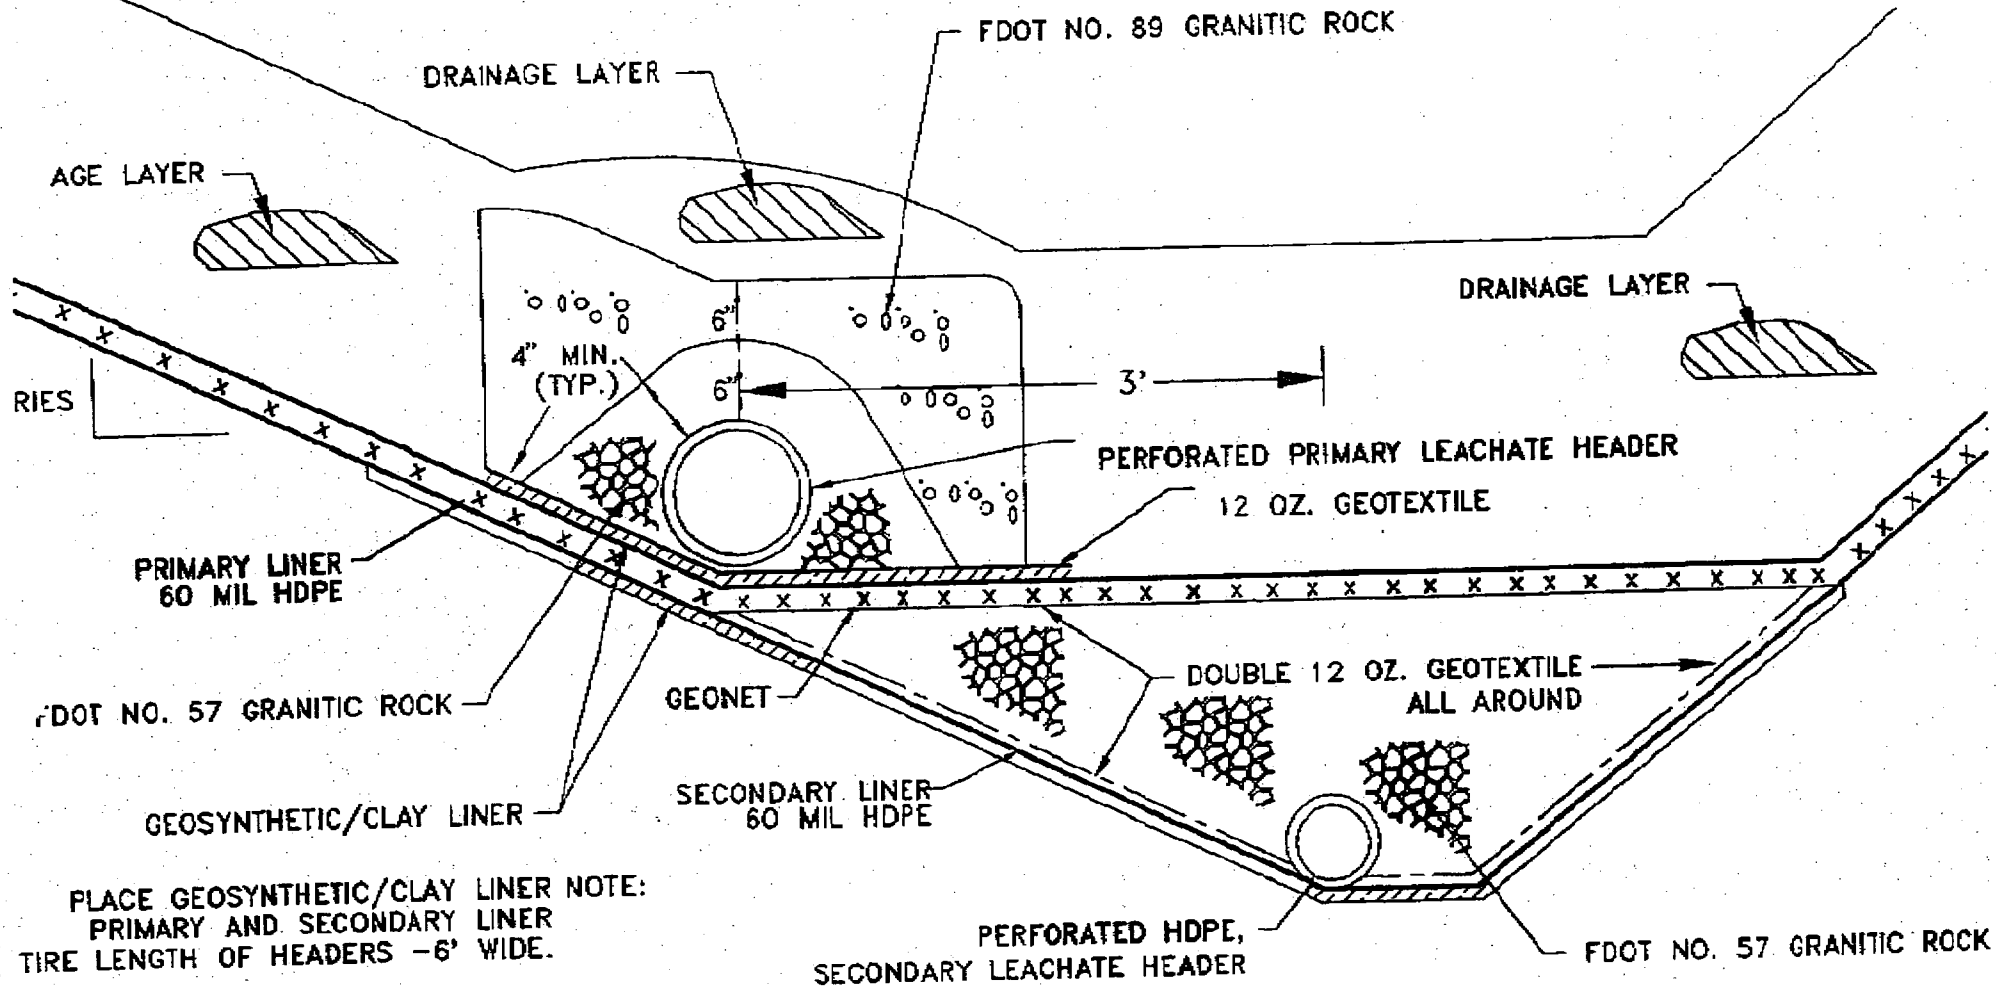 FDOT NO. 89 GRANITIC ROCK
DRAINAGE LAYER
AGE LAYER
DRAINAGE LAYER
6"
4" MIN.
(TYP.)
6"
3'
RIES
PERFORATED PRIMARY LEACHATE HEADER
12 OZ. GEOTEXTILE
PRIMARY LINER
60 MIL HDPE
DOUBLE 12 OZ. GEOTEXTILE
ALL AROUND
FDOT NO. 57 GRANITIC ROCK
GEONET
SECONDARY LINER
60 MIL HDPE
GEOSYNTHETIC/CLAY LINER
PLACE GEOSYNTHETIC/CLAY LINER NOTE:
PRIMARY AND SECONDARY LINER
TIRE LENGTH OF HEADERS -6' WIDE.
PERFORATED HDPE,
SECONDARY LEACHATE HEADER
FDOT NO. 57 GRANITIC ROCK